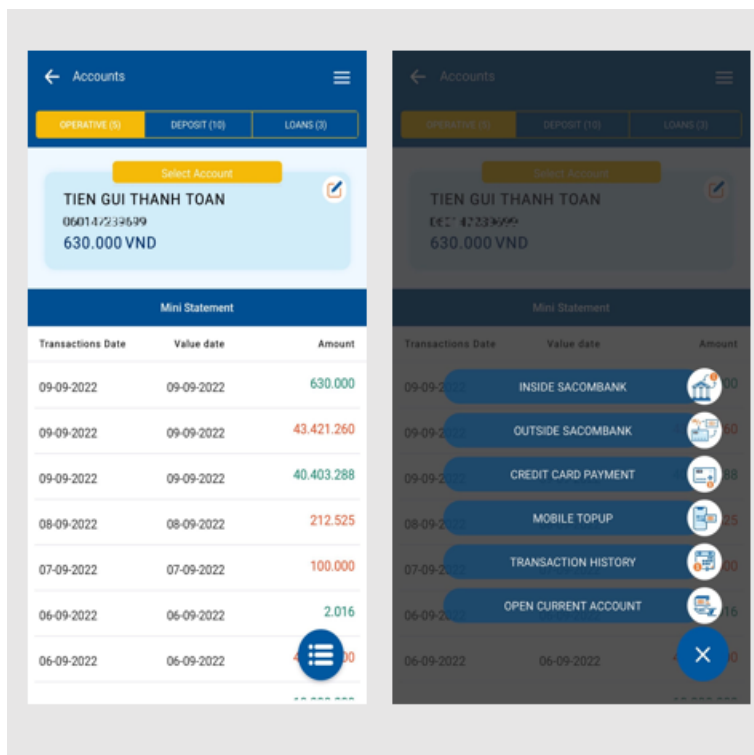 Accounts
OPERATIVE (5) DEPOSIT (10) LOANS (3)
Select Account
TIEN GUI THANH TOAN
630.000 VND
Mini Statement
Transactions Date Value date Amount
09-09-2022 09-09-2022 630.000
09-09-2022 09-09-2022 43.421.260
09-09-2022 09-09-2022 40.403.288
08-09-2022 08-09-2022 212.525
07-09-2022 07-09-2022 100.000
06-09-2022 06-09-2022 2.016
06-09-2022 06-09-2022
Accounts
OPERATIVE (5) DEPOSIT (10) LOANS (3)
Select Account
TIEN GUI THANH TOAN
630.000 VND
Mini Statement
Transactions Date Value date Amount
INSIDE SACOMBANK
OUTSIDE SACOMBANK
CREDIT CARD PAYMENT
MOBILE TOPUP
TRANSACTION HISTORY
OPEN CURRENT ACCOUNT
06-09-2022 06-09-2022